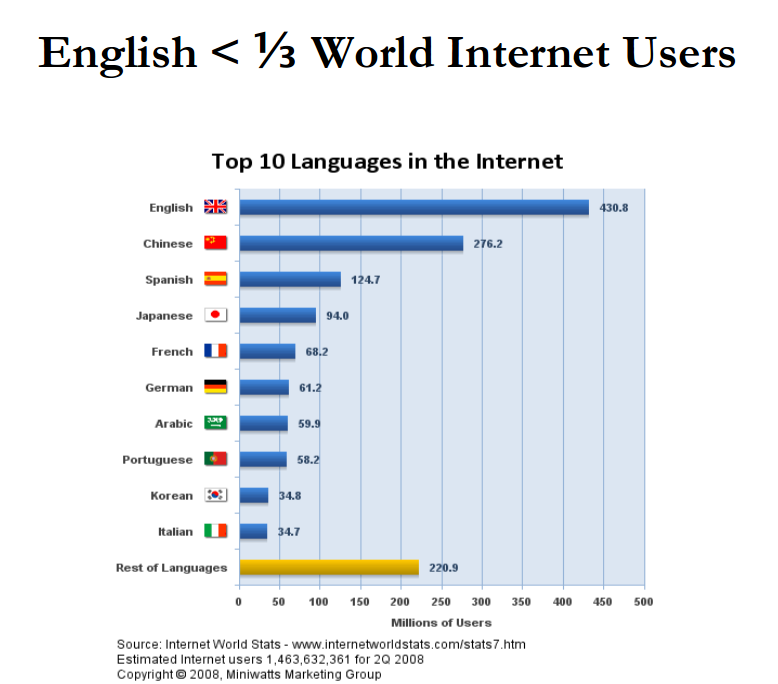 English < ⅓ World Internet Users
Top 10 Languages in the Internet
English 430.8
Chinese 276.2
Spanish 124.7
Japanese 94.0
French 68.2
German 61.2
Arabic 59.9
Portuguese 58.2
Korean 34.8
Italian 34.7
Rest of Languages 220.9
0 50 100 150 200 250 300 350 400 450 500
Millions of Users
Source: Internet World Stats - www.internetworldstats.com/stats7.htm
Estimated Internet users 1,463,632,361 for 2Q 2008
Copyright © 2008, Miniwatts Marketing Group